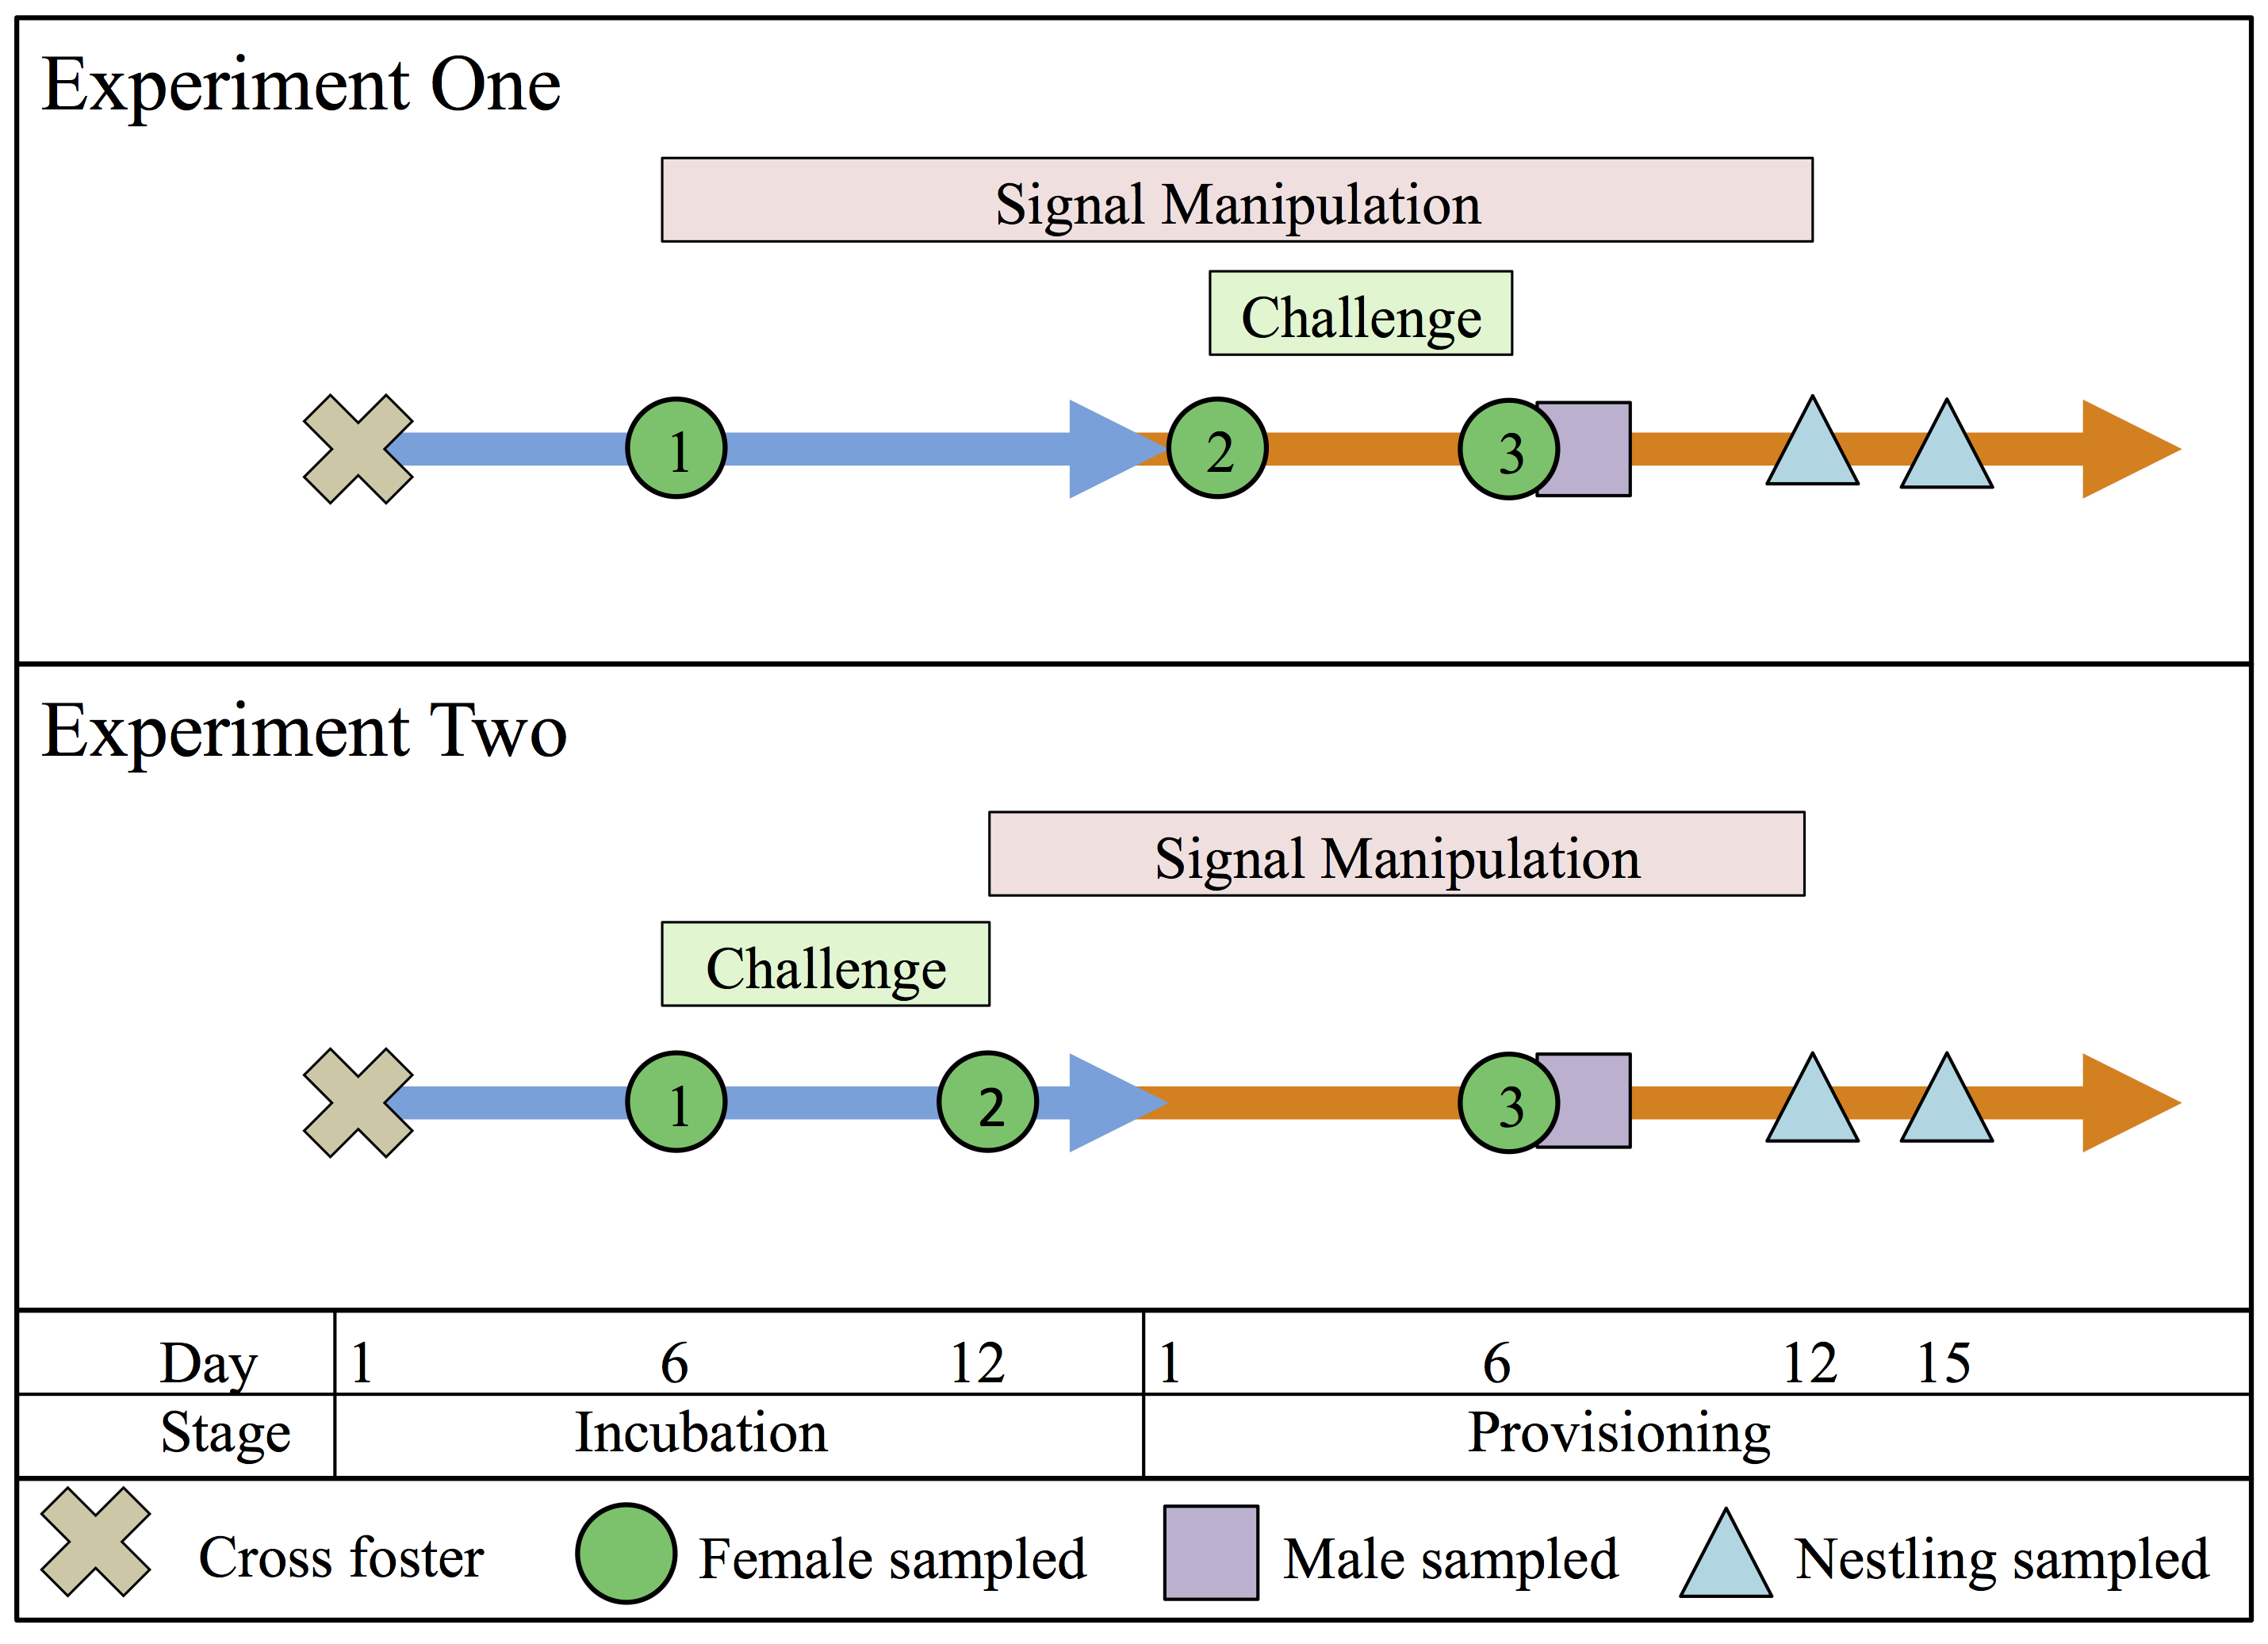 Experiment One
Signal Manipulation
Challenge
1 2 3
Experiment Two
Signal Manipulation
Challenge
1 2 3
Day 1 6 12 1 6 12 15
Stage Incubation Provisioning
Cross foster Female sampled Male sampled Nestling sampled